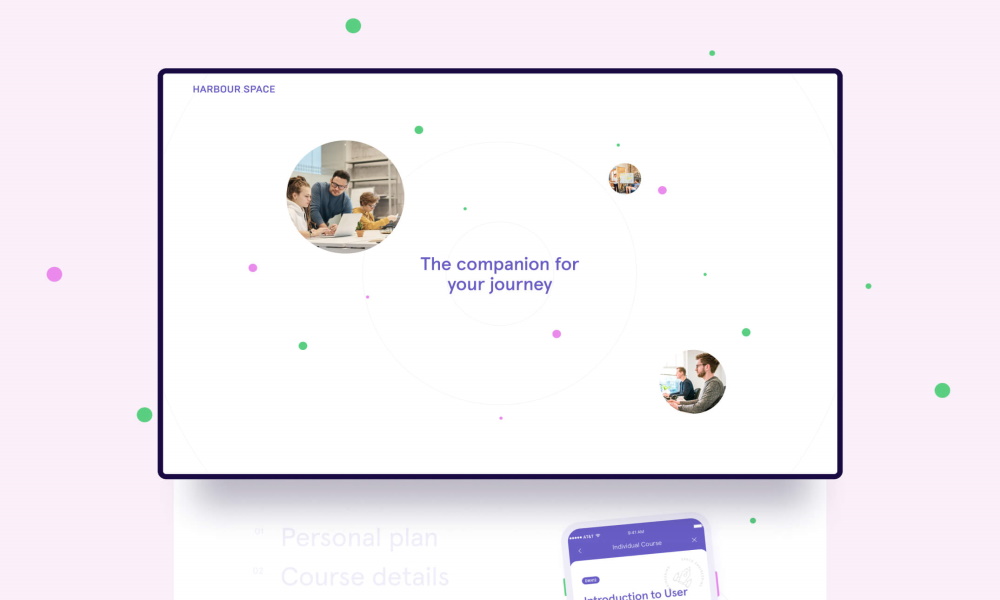 HARBOUR SPACE
The companion for
your journey
01
Personal plan
Course details
AT&T
9:41 AM
Individual Course
Introduction to User